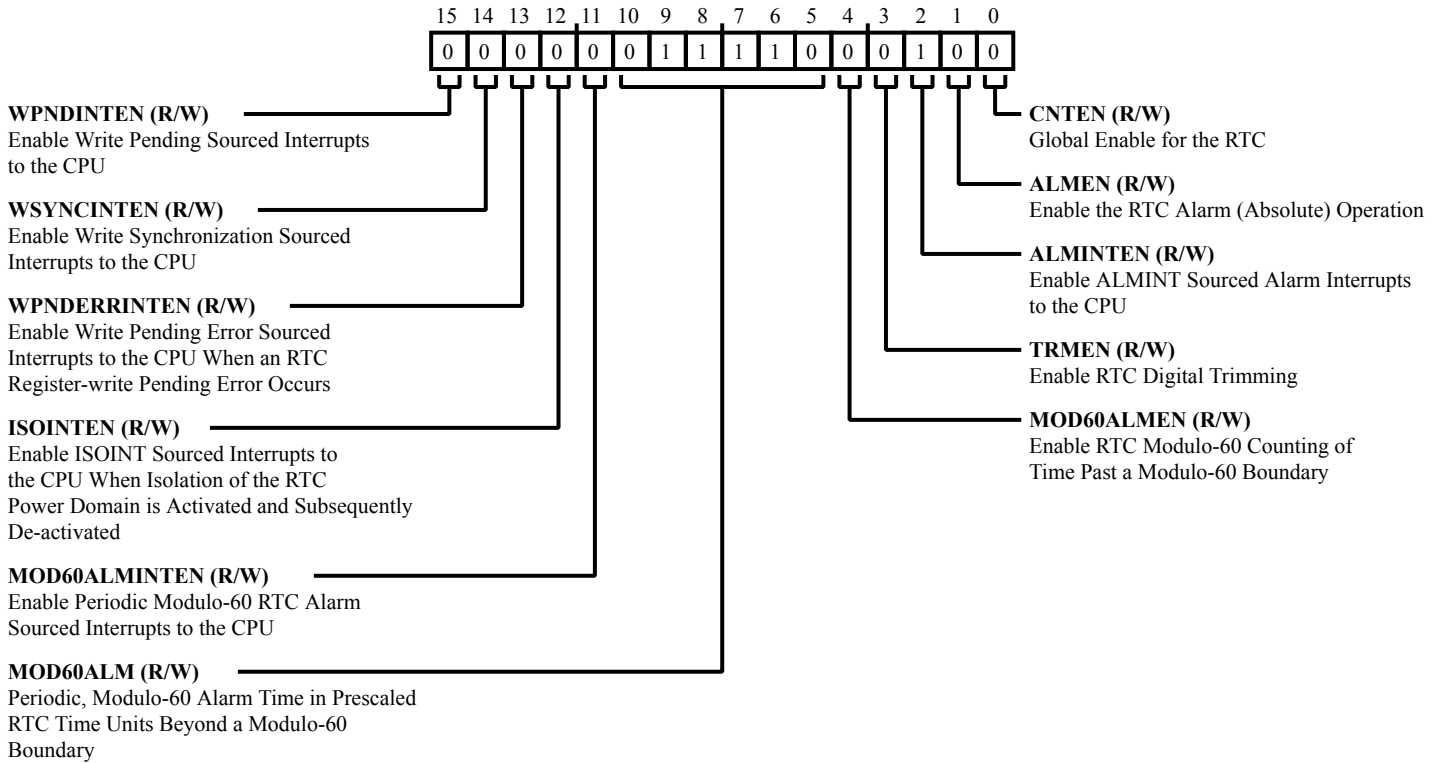 15 14 13 12 11 10 9 8 7 6 5 4 3 2 1 0
0 0 0 0 0 0 1 1 1 1 0 0 0 1 0 0
WPNDINTEN (R/W)
Enable Write Pending Sourced Interrupts
to the CPU
WSYNCINTEN (R/W)
Enable Write Synchronization Sourced
Interrupts to the CPU
WPNDERRINTEN (R/W)
Enable Write Pending Error Sourced
Interrupts to the CPU When an RTC
Register-write Pending Error Occurs
ISOINTEN (R/W)
Enable ISOINT Sourced Interrupts to
the CPU When Isolation of the RTC
Power Domain is Activated and Subsequently
De-activated
MOD60ALMINTEN (R/W)
Enable Periodic Modulo-60 RTC Alarm
Sourced Interrupts to the CPU
MOD60ALM (R/W)
Periodic, Modulo-60 Alarm Time in Prescaled
RTC Time Units Beyond a Modulo-60
Boundary
CNTEN (R/W)
Global Enable for the RTC
ALMEN (R/W)
Enable the RTC Alarm (Absolute) Operation
ALMINTEN (R/W)
Enable ALMINT Sourced Alarm Interrupts
to the CPU
TRMEN (R/W)
Enable RTC Digital Trimming
MOD60ALMEN (R/W)
Enable RTC Modulo-60 Counting of
Time Past a Modulo-60 Boundary